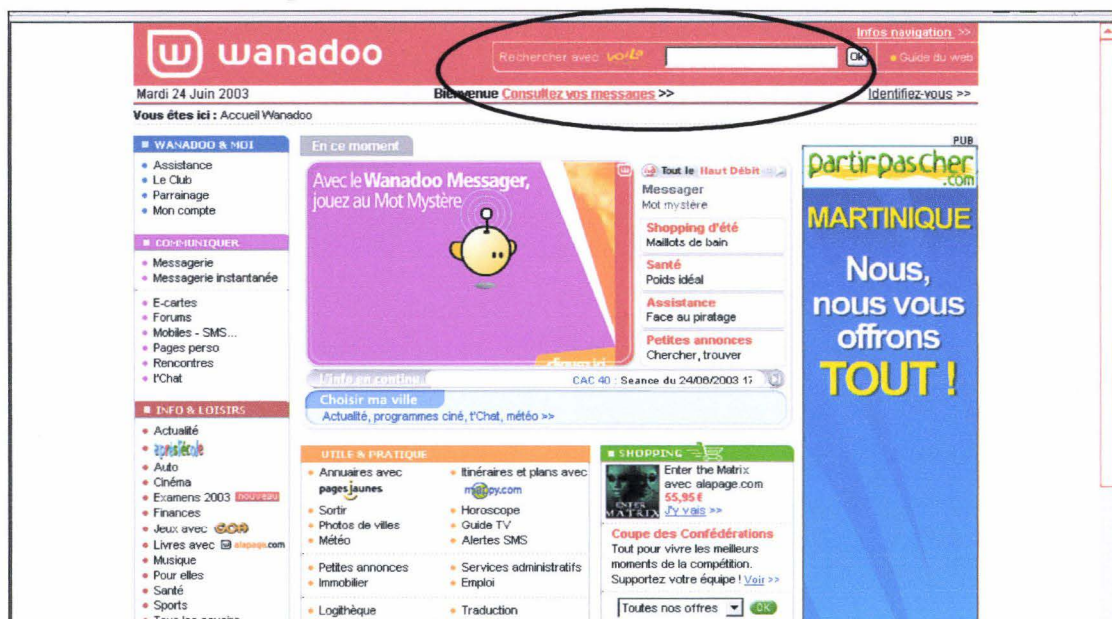 wanadoo
Infos navigation >>
Rechercher avec voila
Ok
Guide du web
Mardi 24 Juin 2003
Bienvenue Consultez vos messages >>
Identifiez-vous >>
Vous êtes ici : Accueil Wanadoo
WANADOO & MOI
Assistance
Le Club
Parrainage
Mon compte
COMMUNIQUER
Messagerie
Messagerie instantanée
E-cartes
Forums
Mobiles - SMS...
Pages perso
Rencontres
t'Chat
INFO & LOISIRS
Actualité
aprèsl'école
Auto
Cinéma
Examens 2003 nouveau
Finances
Jeux avec GOA
Livres avec alapage.com
Musique
Pour elles
Santé
Sports
En ce moment
Avec le Wanadoo Messager,
jouez au Mot Mystère
Tout le Haut Débit
Messager
Mot mystère
Shopping d'été
Maillots de bain
Santé
Poids idéal
Assistance
Face au piratage
Petites annonces
Chercher, trouver
L'info en continu
CAC 40 : Seance du 24/06/2003 17
Choisir ma ville
Actualité, programmes ciné, t'Chat, météo >>
UTILE & PRATIQUE
Annuaires avec
pagesjaunes
Sortir
Photos de villes
Météo
Petites annonces
Immobilier
Logithèque
Itinéraires et plans avec
mappy.com
Horoscope
Guide TV
Alertes SMS
Services administratifs
Emploi
Traduction
SHOPPING
ENTER
MATRIX
Enter the Matrix
avec alapage.com
55,95 €
J'y vais >>
Coupe des Confédérations
Tout pour vivre les meilleurs
moments de la compétition.
Supportez votre équipe ! Voir >>
Toutes nos offres
OK
PUB
partirpascher
.com
MARTINIQUE
Nous,
nous vous
offrons
TOUT !